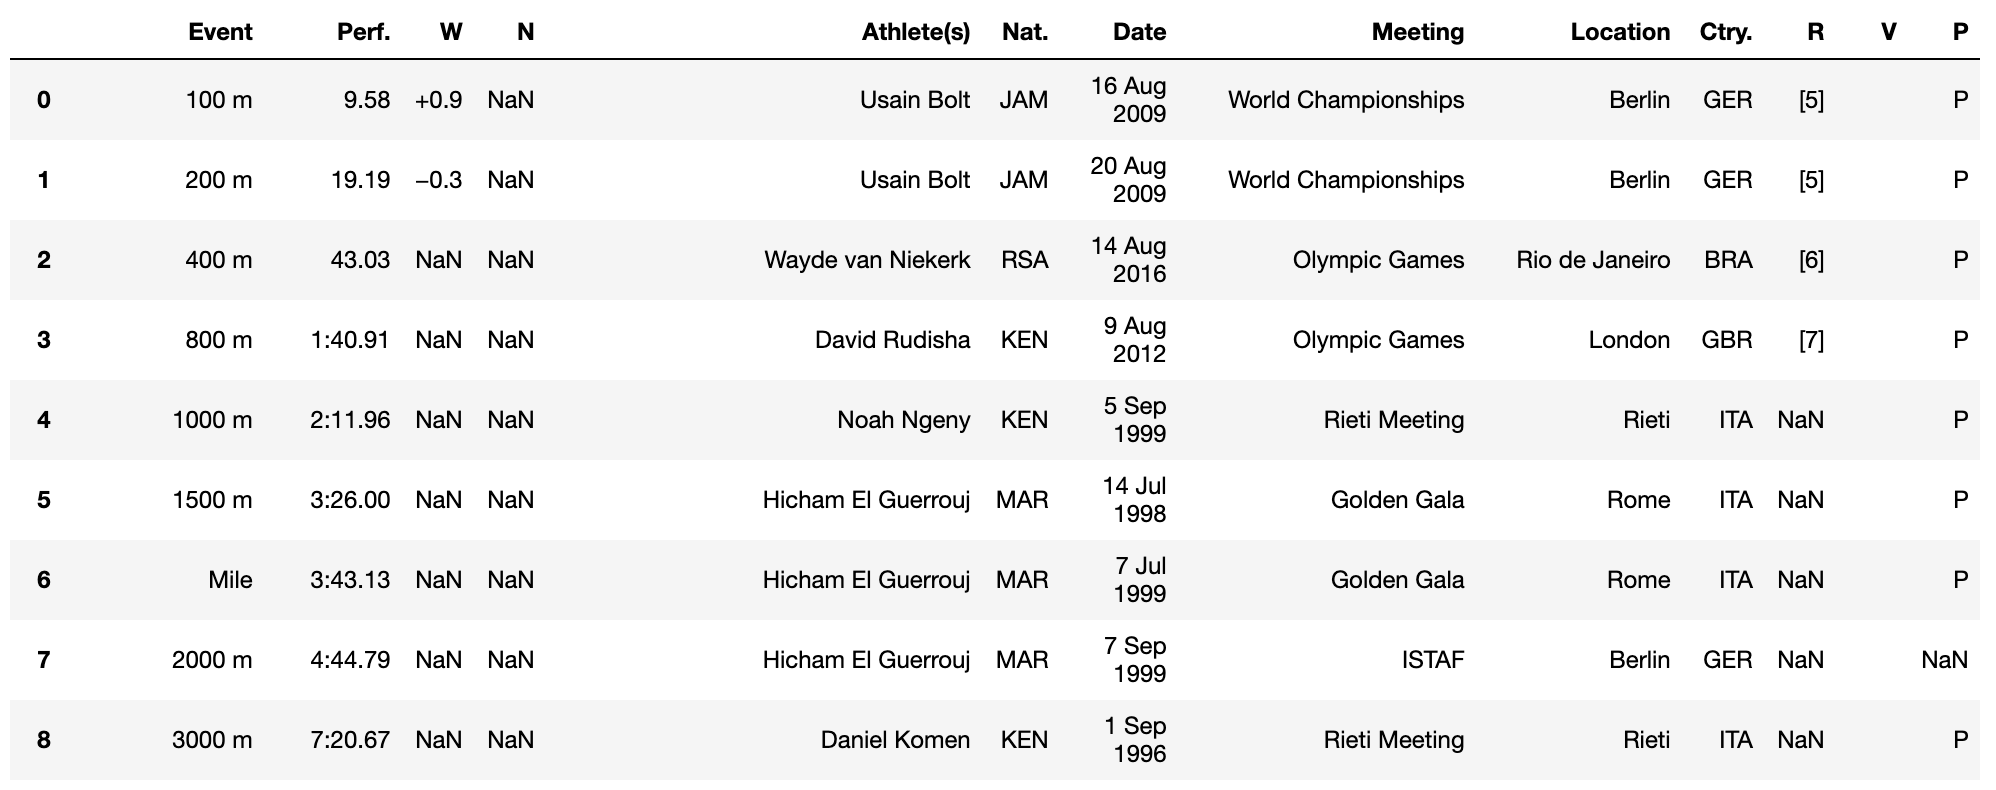 Event Perf. W N Athlete(s) Nat. Date Meeting Location Ctry. R V P
0 100 m 9.58 +0.9 NaN Usain Bolt JAM 16 Aug 2009 World Championships Berlin GER [5] P
1 200 m 19.19 −0.3 NaN Usain Bolt JAM 20 Aug 2009 World Championships Berlin GER [5] P
2 400 m 43.03 NaN NaN Wayde van Niekerk RSA 14 Aug 2016 Olympic Games Rio de Janeiro BRA [6] P
3 800 m 1:40.91 NaN NaN David Rudisha KEN 9 Aug 2012 Olympic Games London GBR [7] P
4 1000 m 2:11.96 NaN NaN Noah Ngeny KEN 5 Sep 1999 Rieti Meeting Rieti ITA NaN P
5 1500 m 3:26.00 NaN NaN Hicham El Guerrouj MAR 14 Jul 1998 Golden Gala Rome ITA NaN P
6 Mile 3:43.13 NaN NaN Hicham El Guerrouj MAR 7 Jul 1999 Golden Gala Rome ITA NaN P
7 2000 m 4:44.79 NaN NaN Hicham El Guerrouj MAR 7 Sep 1999 ISTAF Berlin GER NaN NaN
8 3000 m 7:20.67 NaN NaN Daniel Komen KEN 1 Sep 1996 Rieti Meeting Rieti ITA NaN P